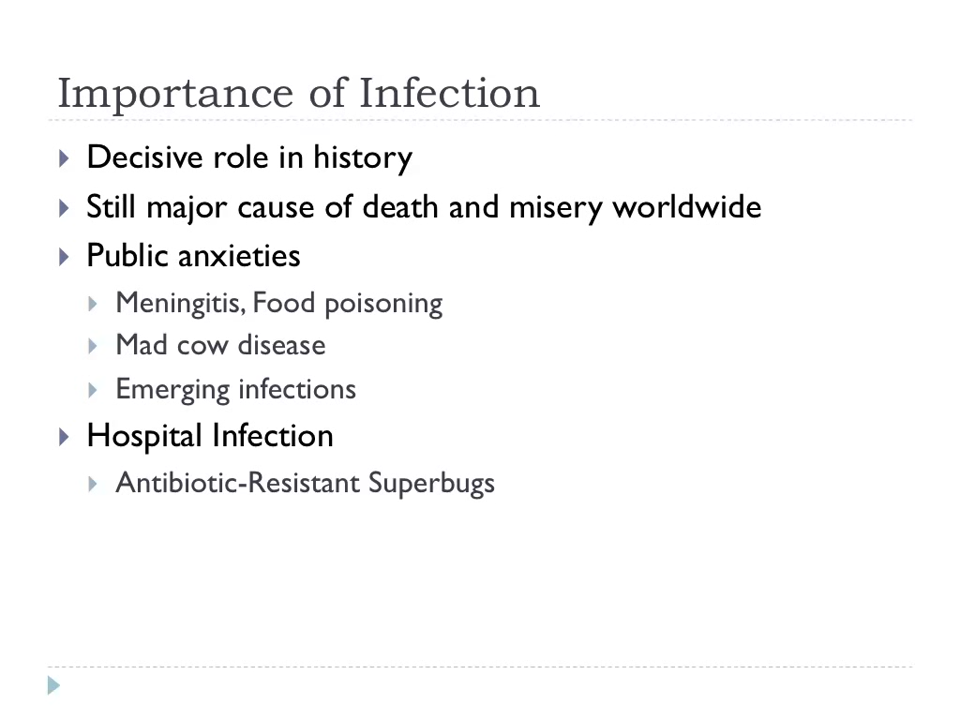 Importance of Infection
Decisive role in history
Still major cause of death and misery worldwide
Public anxieties
Meningitis, Food poisoning
Mad cow disease
Emerging infections
Hospital Infection
Antibiotic-Resistant Superbugs